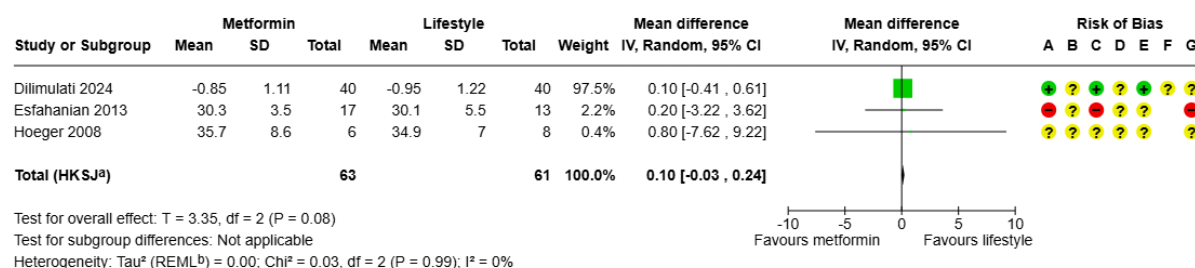 Metformin Lifestyle Mean difference Mean difference Risk of Bias
Study or Subgroup Mean SD Total Mean SD Total Weight IV, Random, 95% CI IV, Random, 95% CI A B C D E F G
Dilimulati 2024 -0.85 1.11 40 -0.95 1.22 40 97.5% 0.10 [-0.41 , 0.61] + ? + ? + ? ?
Esfahanian 2013 30.3 3.5 17 30.1 5.5 13 2.2% 0.20 [-3.22 , 3.62] − ? − ? ? −
Hoeger 2008 35.7 8.6 6 34.9 7 8 0.4% 0.80 [-7.62 , 9.22] ? ? ? ? ? ?
Total (HKSJᵃ) 63 61 100.0% 0.10 [-0.03 , 0.24]
Test for overall effect: T = 3.35, df = 2 (P = 0.08)
Test for subgroup differences: Not applicable
Heterogeneity: Tau² (REMLᵇ) = 0.00; Chi² = 0.03, df = 2 (P = 0.99); I² = 0%
-10 -5 0 5 10
Favours metformin Favours lifestyle